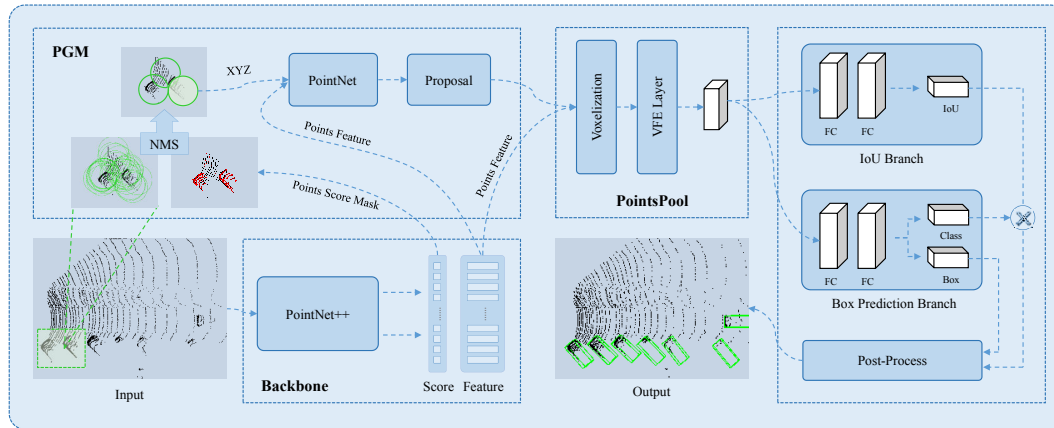 PGM
XYZ
PointNet
Proposal
NMS
Points Feature
Points Score Mask
Points Feature
Voxelization
VFE Layer
PointsPool
FC
FC
IoU
IoU Branch
FC
FC
Class
Box
Box Prediction Branch
Post-Process
PointNet++
Backbone
Score
Feature
Input
Output